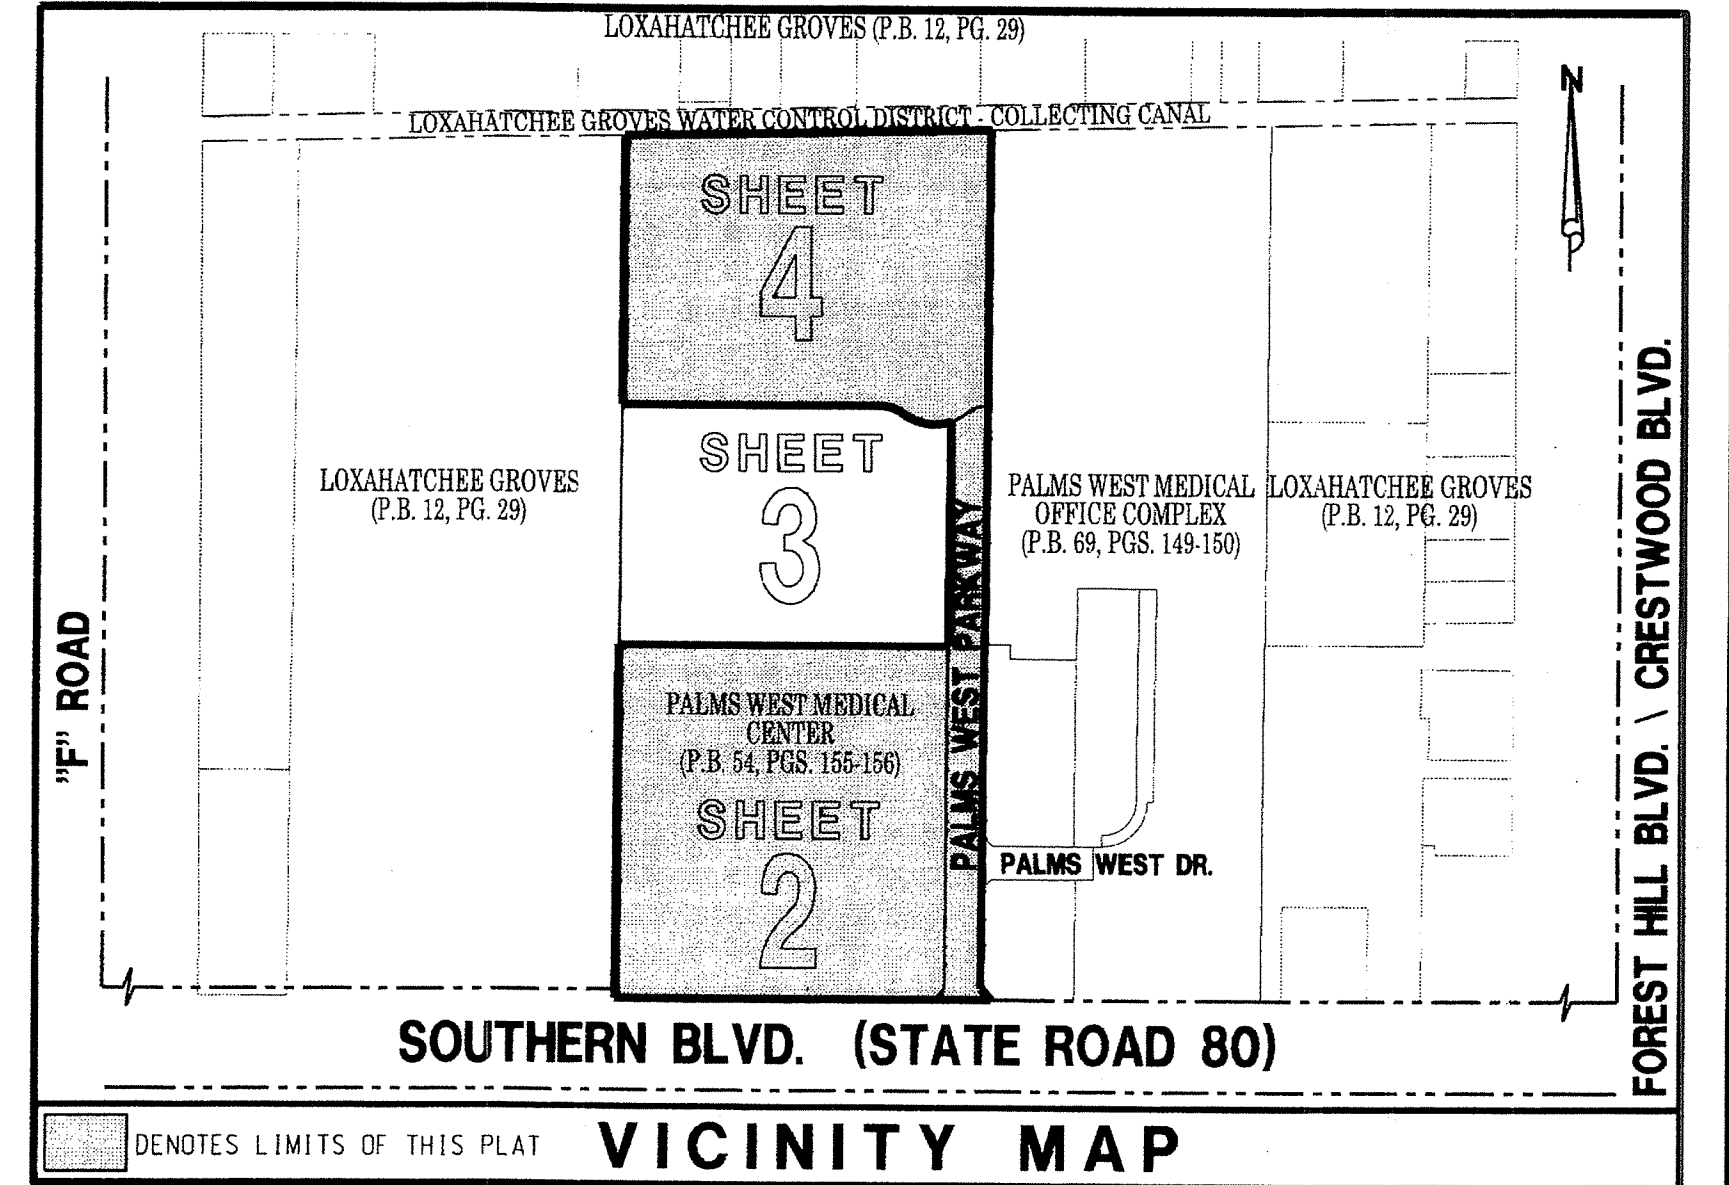 LOXAHATCHEE GROVES (P.B. 12, PG. 29)
LOXAHATCHEE GROVES WATER CONTROL DISTRICT - COLLECTING CANAL
N
SHEET
4
SHEET
3
LOXAHATCHEE GROVES
(P.B. 12, PG. 29)
PALMS WEST MEDICAL
OFFICE COMPLEX
(P.B. 69, PGS. 149-150)
LOXAHATCHEE GROVES
(P.B. 12, PG. 29)
"F" ROAD
PALMS WEST PARKWAY
FOREST HILL BLVD. \ CRESTWOOD BLVD.
PALMS WEST MEDICAL
CENTER
(P.B. 54, PGS. 155-156)
SHEET
2
PALMS WEST DR.
SOUTHERN BLVD. (STATE ROAD 80)
DENOTES LIMITS OF THIS PLAT
VICINITY MAP